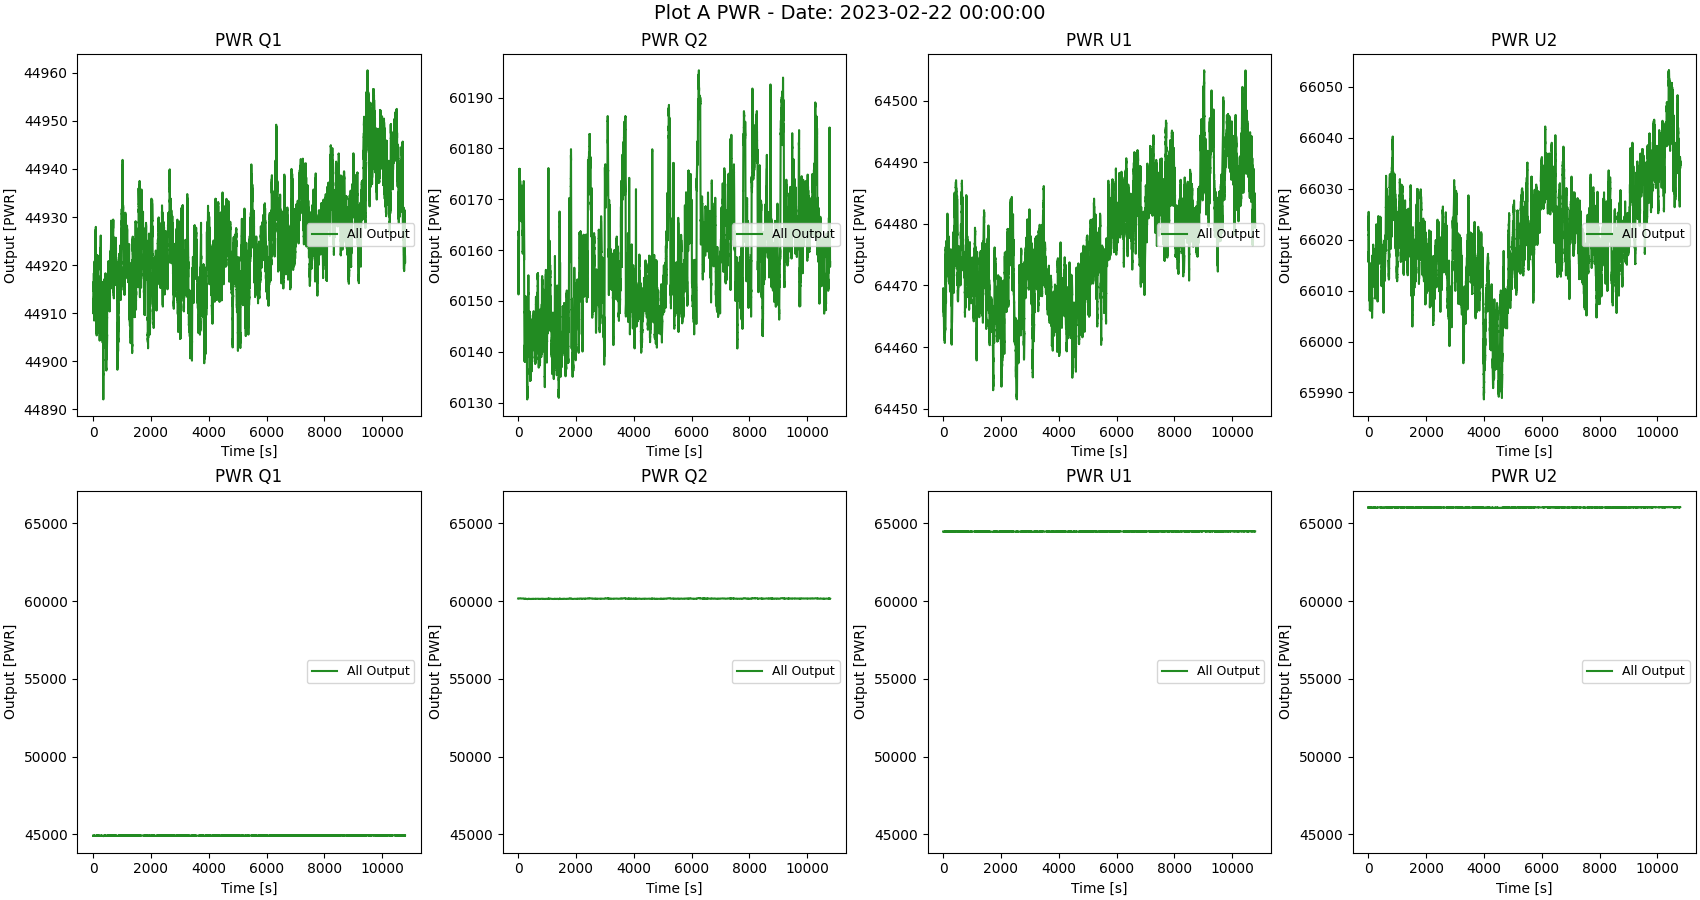 Plot A PWR - Date: 2023-02-22 00:00:00
PWR Q1
44960
44950
44940
44930
44920
44910
44900
44890
Output [PWR]
All Output
0 2000 4000 6000 8000 10000
Time [s]
PWR Q2
60190
60180
60170
60160
60150
60140
60130
Output [PWR]
All Output
0 2000 4000 6000 8000 10000
Time [s]
PWR U1
64500
64490
64480
64470
64460
64450
Output [PWR]
All Output
0 2000 4000 6000 8000 10000
Time [s]
PWR U2
66050
66040
66030
66020
66010
66000
65990
Output [PWR]
All Output
0 2000 4000 6000 8000 10000
Time [s]
PWR Q1
65000
60000
55000
50000
45000
Output [PWR]
All Output
0 2000 4000 6000 8000 10000
Time [s]
PWR Q2
65000
60000
55000
50000
45000
Output [PWR]
All Output
0 2000 4000 6000 8000 10000
Time [s]
PWR U1
65000
60000
55000
50000
45000
Output [PWR]
All Output
0 2000 4000 6000 8000 10000
Time [s]
PWR U2
65000
60000
55000
50000
45000
Output [PWR]
All Output
0 2000 4000 6000 8000 10000
Time [s]